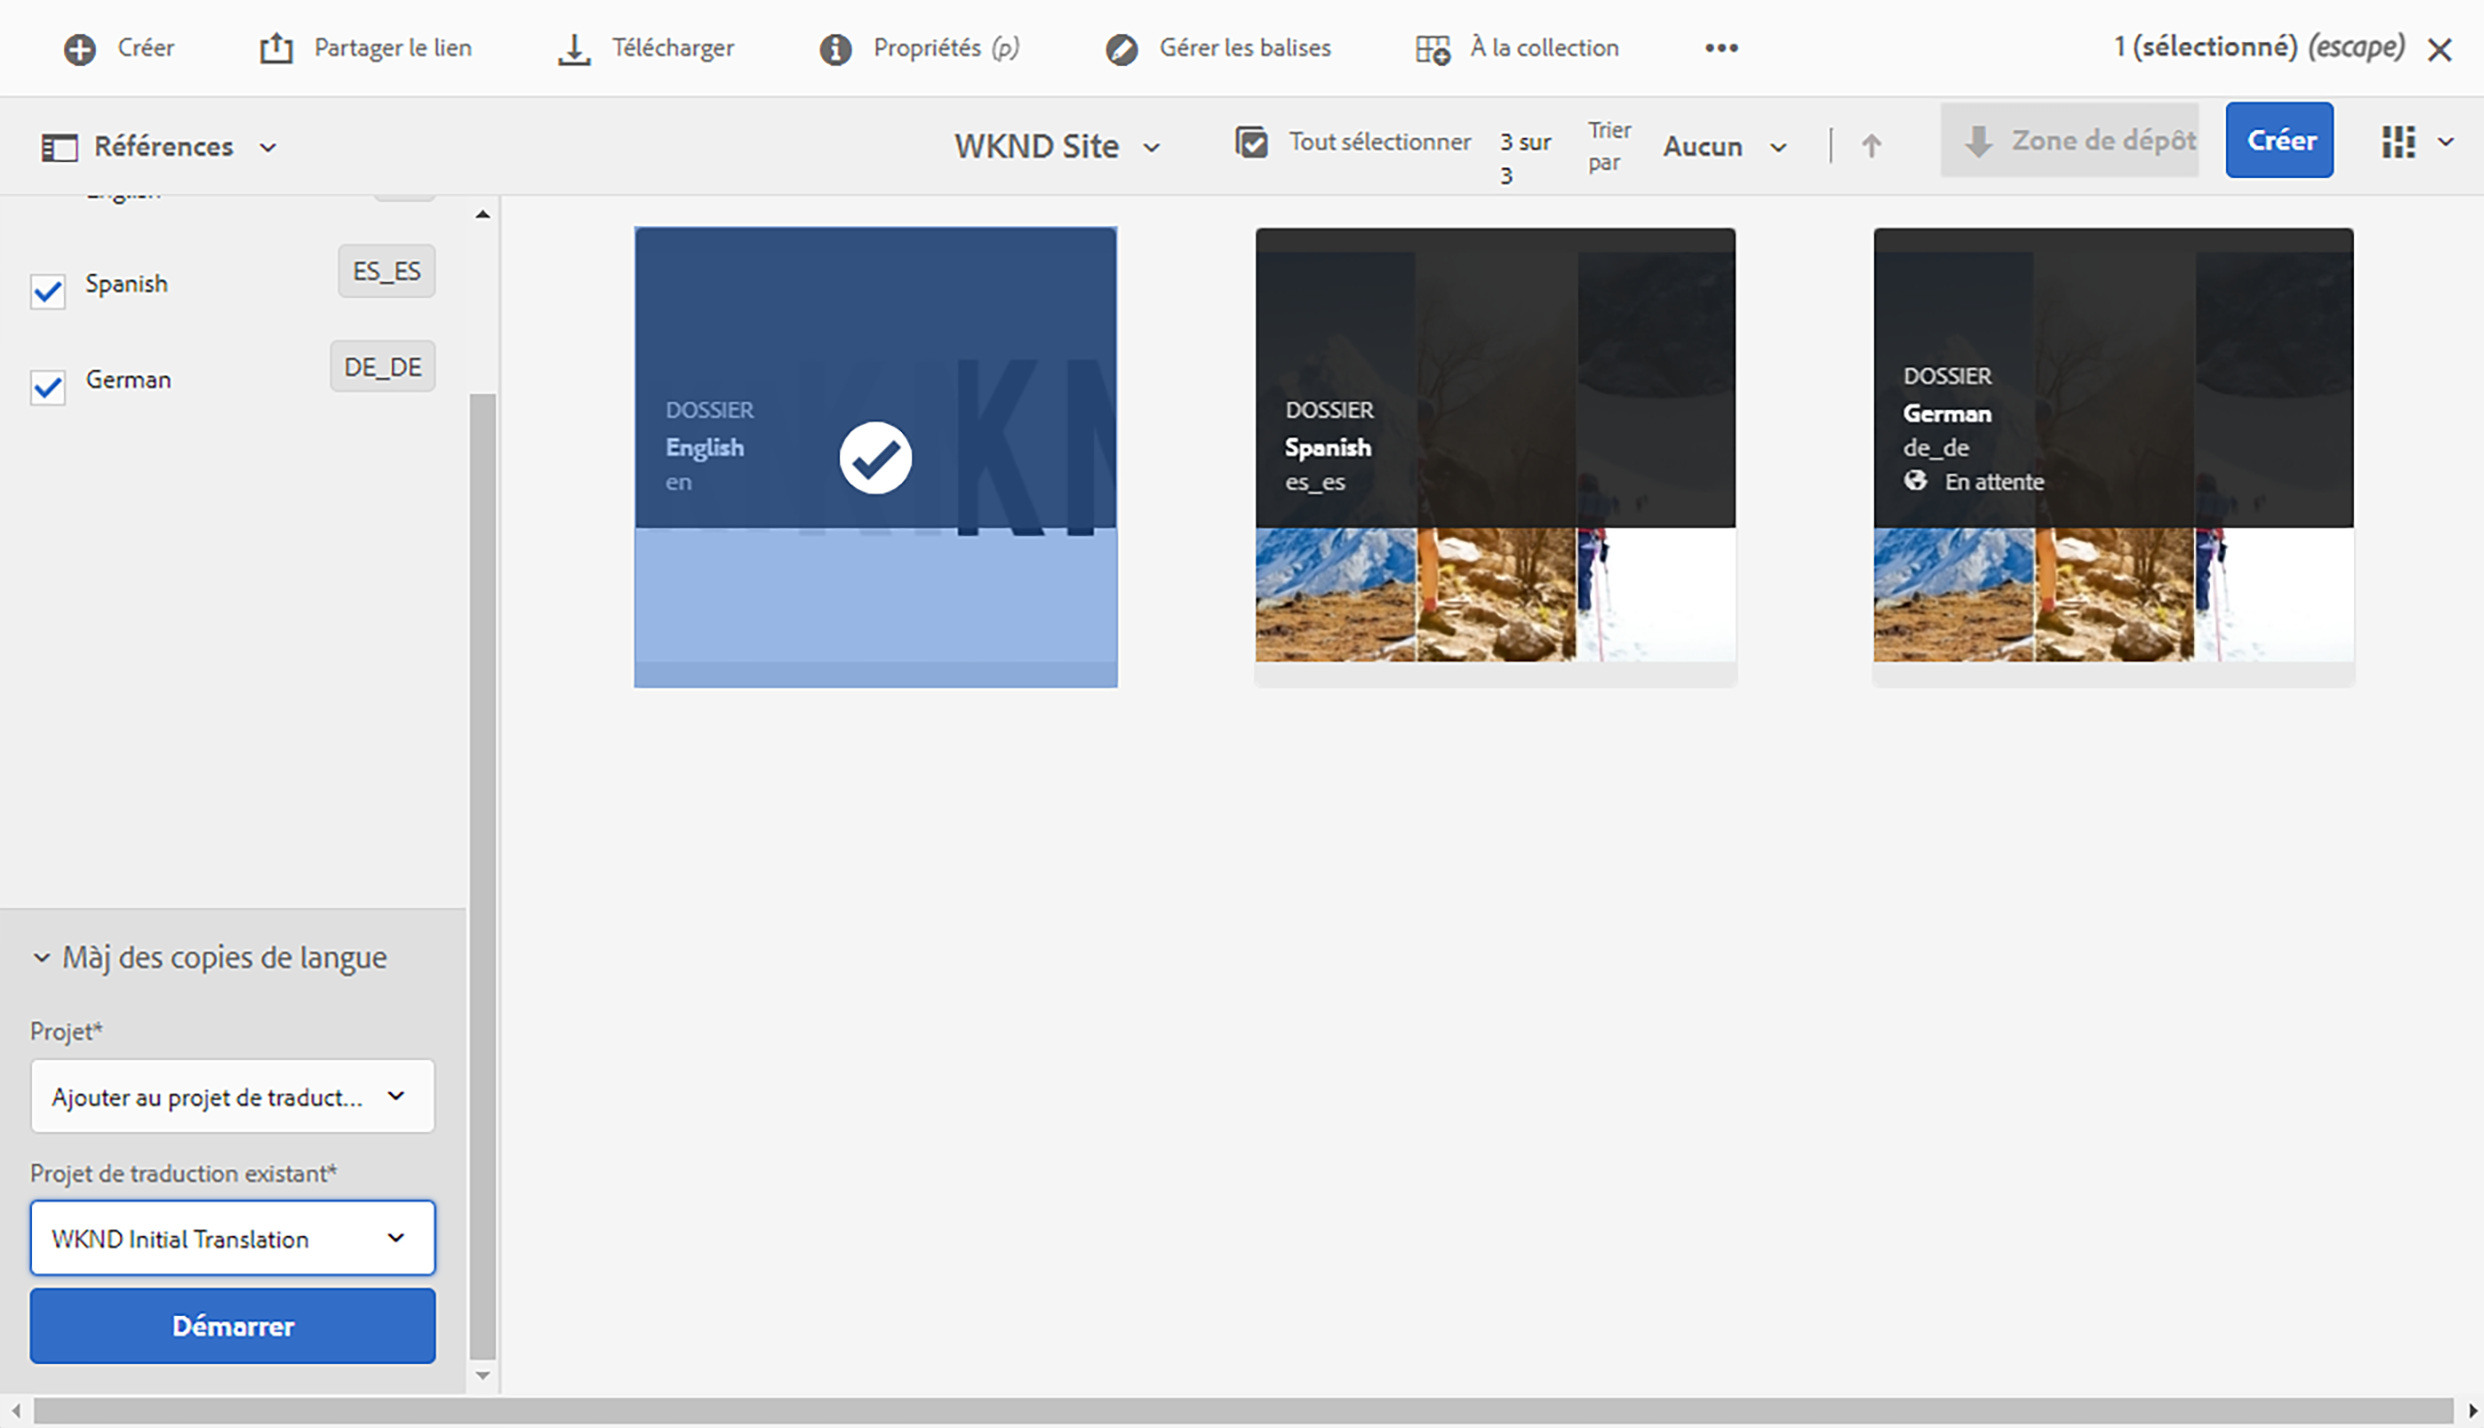 Créer
Partager le lien
Télécharger
Propriétés (p)
Gérer les balises
À la collection
1 (sélectionné) (escape)
Références
WKND Site
Tout sélectionner
3 sur
3
Trier
par
Aucun
Zone de dépôt
Créer
English
Spanish
ES_ES
German
DE_DE
DOSSIER
English
en
DOSSIER
Spanish
es_es
DOSSIER
German
de_de
En attente
Màj des copies de langue
Projet*
Ajouter au projet de traduct...
Projet de traduction existant*
WKND Initial Translation
Démarrer